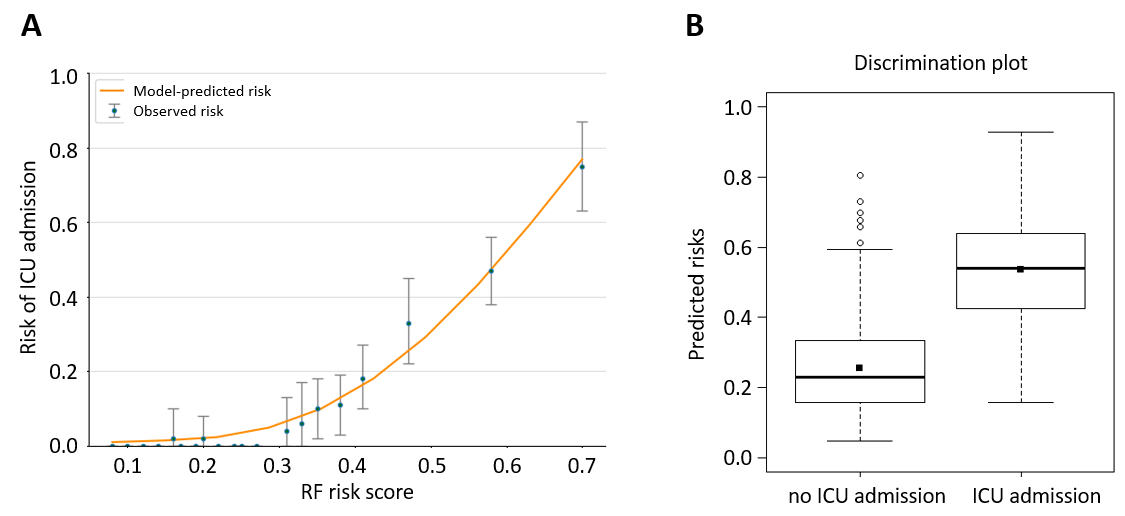 A
Model-predicted risk
Observed risk
1.0
0.8
0.6
0.4
0.2
0.0
Risk of ICU admission
0.1 0.2 0.3 0.4 0.5 0.6 0.7
RF risk score
B
Discrimination plot
1.0
0.8
0.6
0.4
0.2
0.0
Predicted risks
no ICU admission ICU admission